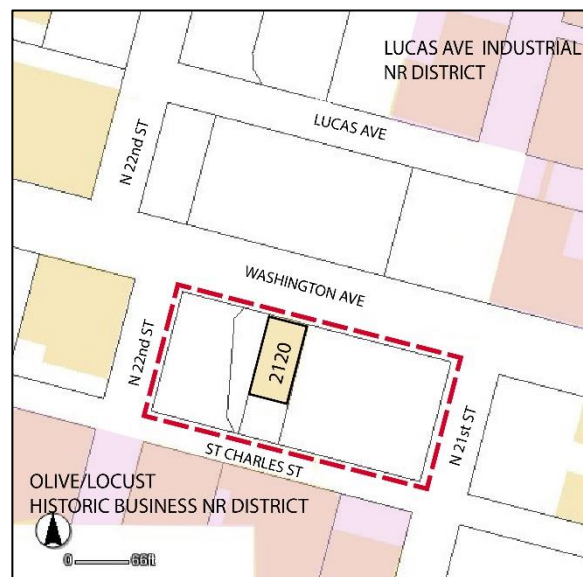 LUCAS AVE INDUSTRIAL
NR DISTRICT
LUCAS AVE
N 22nd ST
WASHINGTON AVE
N 22nd ST
2120
N 21st ST
ST CHARLES ST
OLIVE/LOCUST
HISTORIC BUSINESS NR DISTRICT
0 66ft